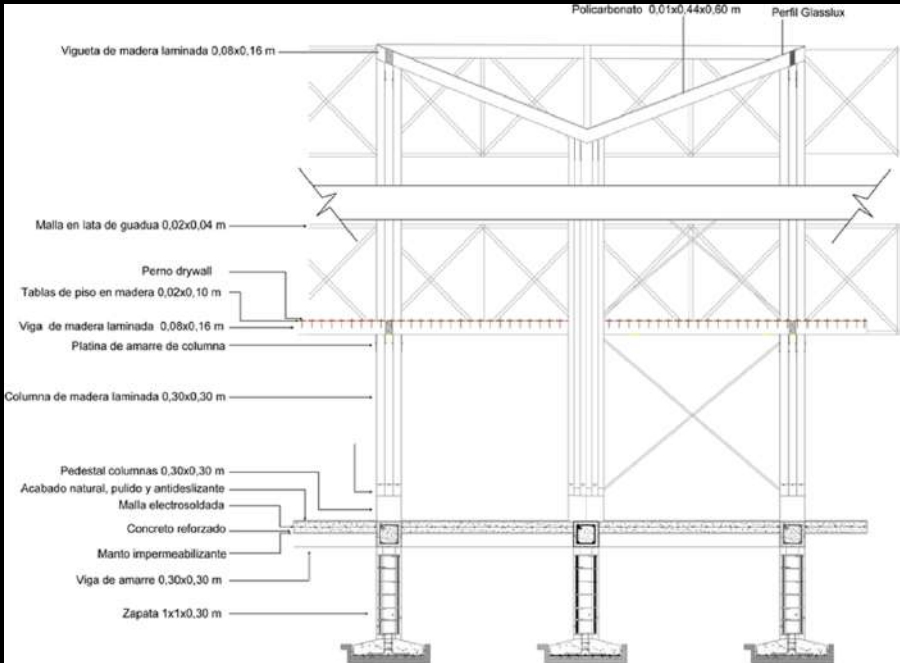 Policarbonato 0,01x0,44x0,60 m
Perfil Glasslux
Vigueta de madera laminada 0,08x0,16 m
Malla en lata de guadua 0,02x0,04 m
Perno drywall
Tablas de piso en madera 0,02x0,10 m
Viga de madera laminada 0,08x0,16 m
Platina de amarre de columna
Columna de madera laminada 0,30x0,30 m
Pedestal columnas 0,30x0,30 m
Acabado natural, pulido y antideslizante
Malla electrosoldada
Concreto reforzado
Manto impermeabilizante
Viga de amarre 0,30x0,30 m
Zapata 1x1x0,30 m